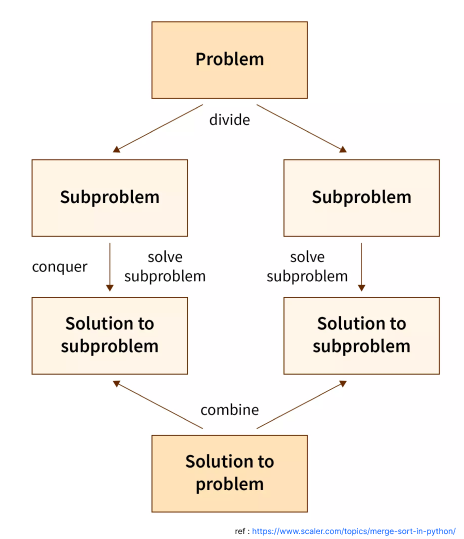 Problem
divide
Subproblem
Subproblem
conquer
solve
subproblem
solve
subproblem
Solution to
subproblem
Solution to
subproblem
combine
Solution to
problem
ref : https://www.scaler.com/topics/merge-sort-in-python/